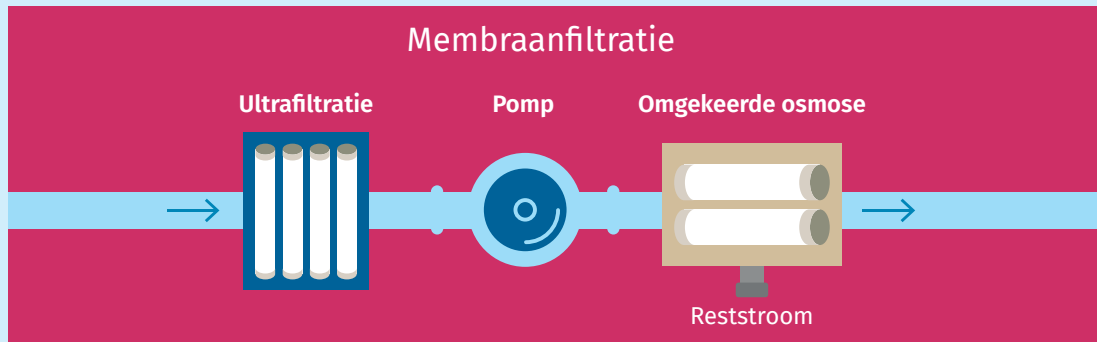 Membraanfiltratie
Ultrafiltratie
Pomp
Omgekeerde osmose
Reststroom